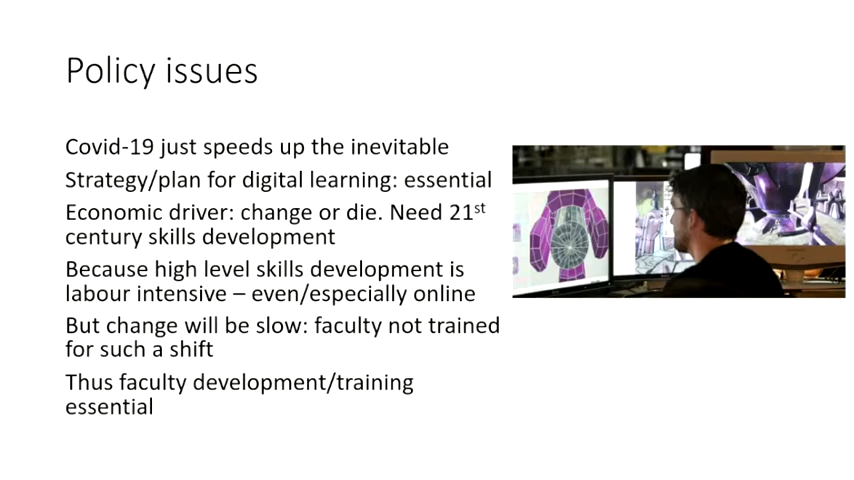 Policy issues
Covid-19 just speeds up the inevitable
Strategy/plan for digital learning: essential
Economic driver: change or die. Need 21st
century skills development
Because high level skills development is
labour intensive – even/especially online
But change will be slow: faculty not trained
for such a shift
Thus faculty development/training
essential